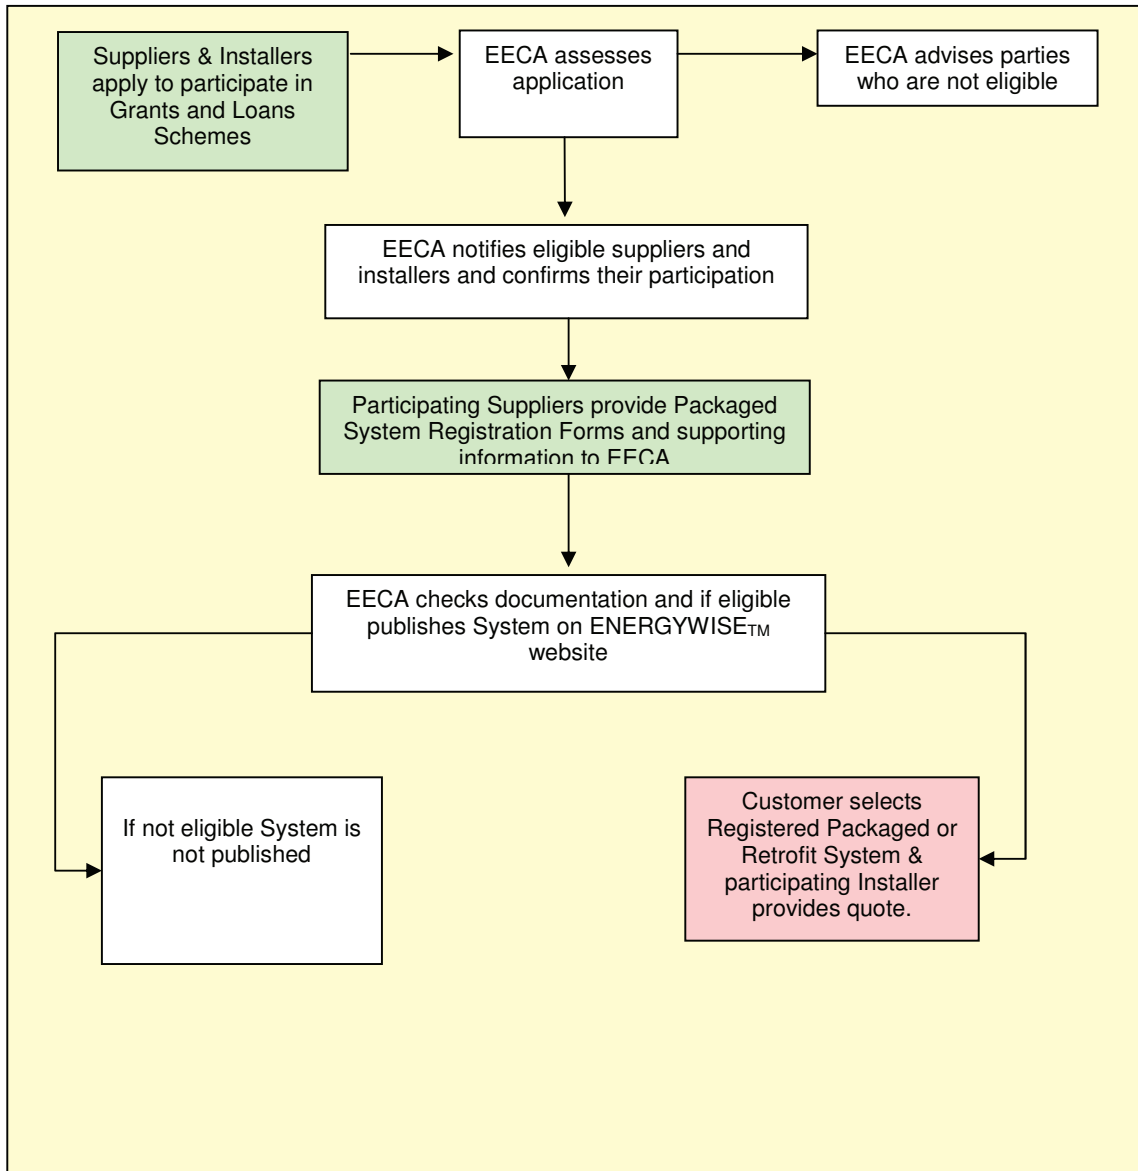 Suppliers & Installers
apply to participate in
Grants and Loans
Schemes
EECA assesses
application
EECA advises parties
who are not eligible
EECA notifies eligible suppliers and
installers and confirms their participation
Participating Suppliers provide Packaged
System Registration Forms and supporting
information to EECA
EECA checks documentation and if eligible
publishes System on ENERGYWISETM
website
If not eligible System is
not published
Customer selects
Registered Packaged or
Retrofit System &
participating Installer
provides quote.